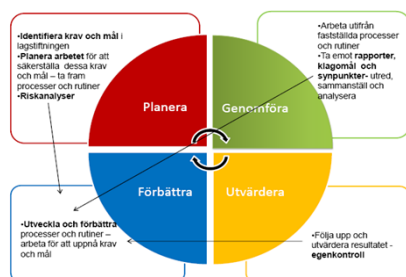 •Identifiera krav och mål i
lagstiftningen
•Planera arbetet för att
säkerställa dessa krav
och mål – ta fram
processer och rutiner
•Riskanalyser
•Arbeta utifrån
fastställda processer
och rutiner
•Ta emot rapporter,
klagomål och
synpunkter- utred,
sammanställ och
analysera
Planera
Genomföra
Förbättra
Utvärdera
•Utveckla och förbättra
processer och rutiner –
arbeta för att uppnå krav
och mål
•Följa upp och
utvärdera resultatet -
egenkontroll